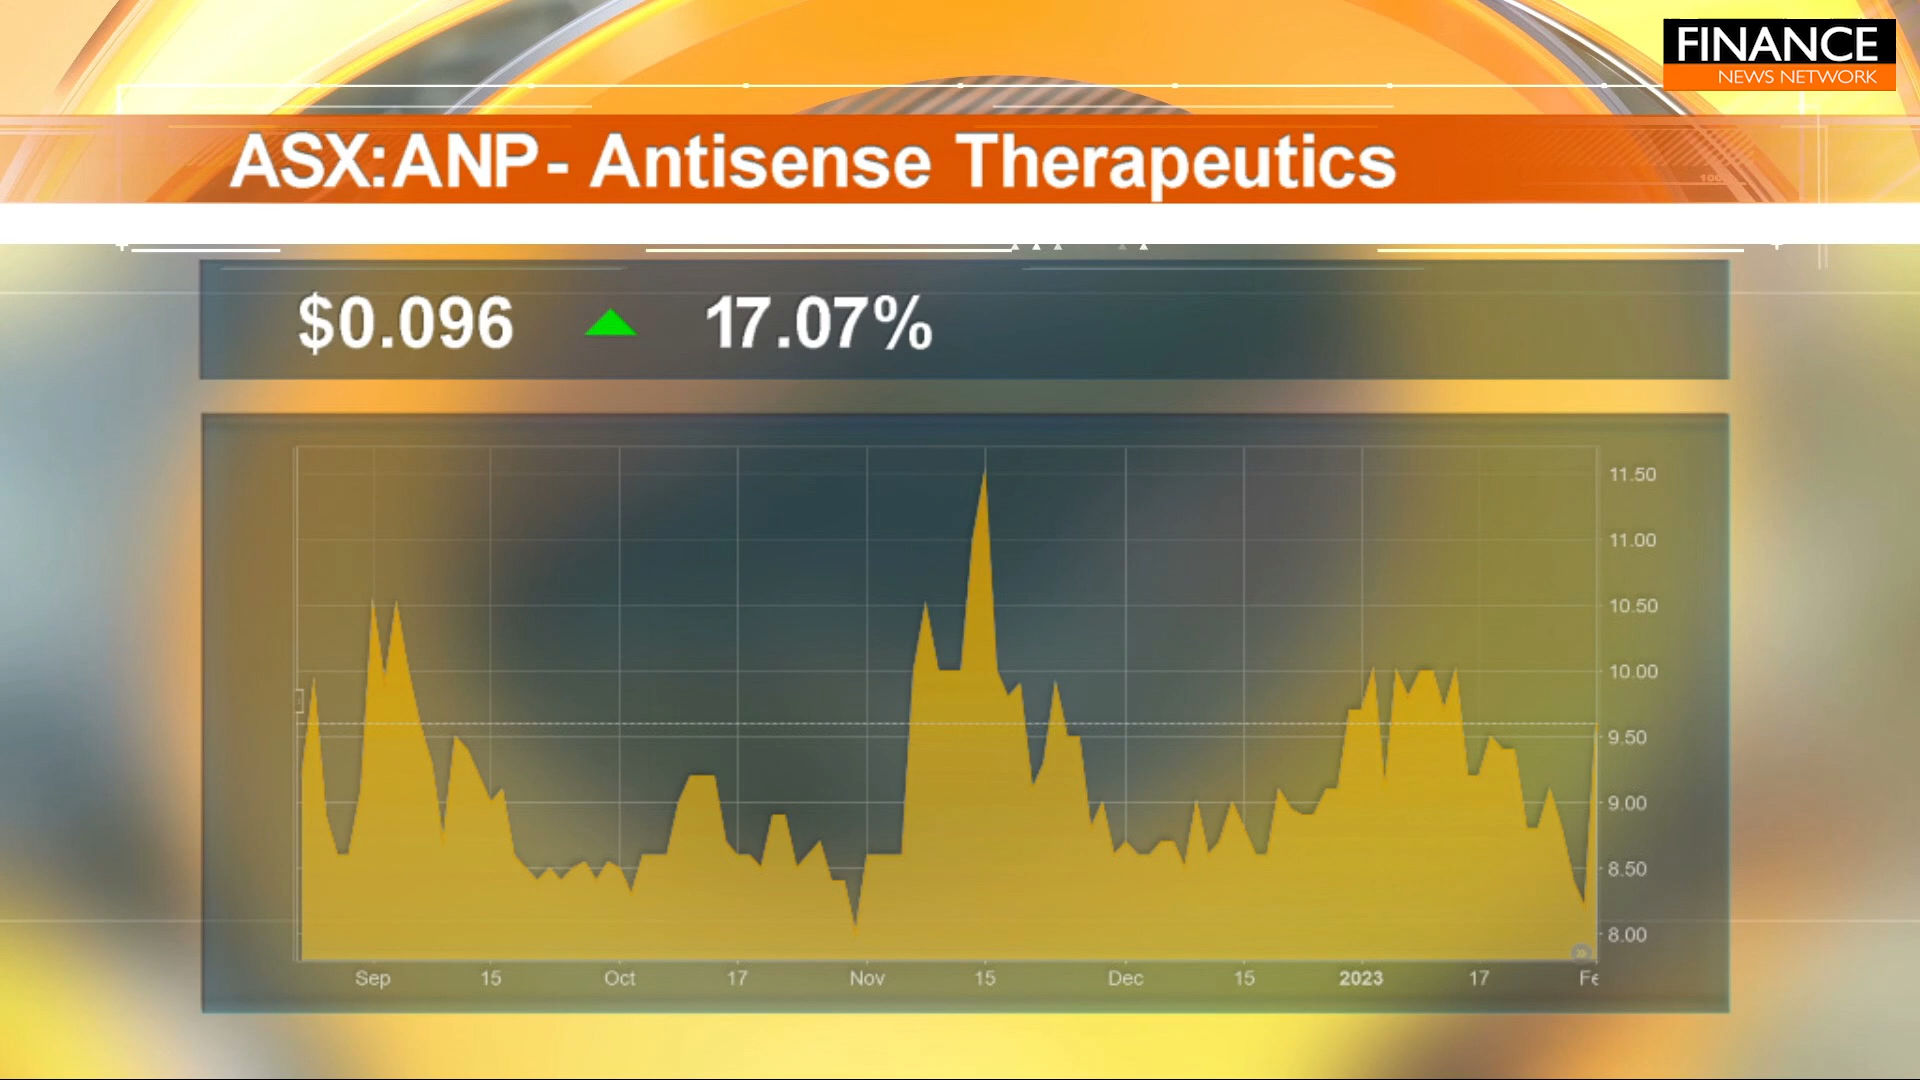 FINANCE
NEWS NETWORK
ASX:ANP- Antisense Therapeutics
$0.096 17.07%
11.50
11.00
10.50
10.00
9.50
9.00
8.50
8.00
Sep 15 Oct 17 Nov 15 Dec 15 2023 17 Fe